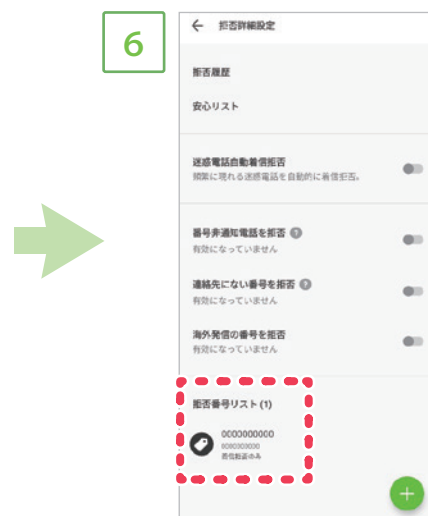 6
← 拒否詳細設定
拒否履歴
安心リスト
迷惑電話自動着信拒否
頻繁に現れる迷惑電話を自動的に着信拒否。
番号非通知電話を拒否 ?
有効になっていません
連絡先にない番号を拒否 ?
有効になっていません
海外発信の番号を拒否
有効になっていません
拒否番号リスト (1)
0000000000
0000000000
着信拒否のみ
+